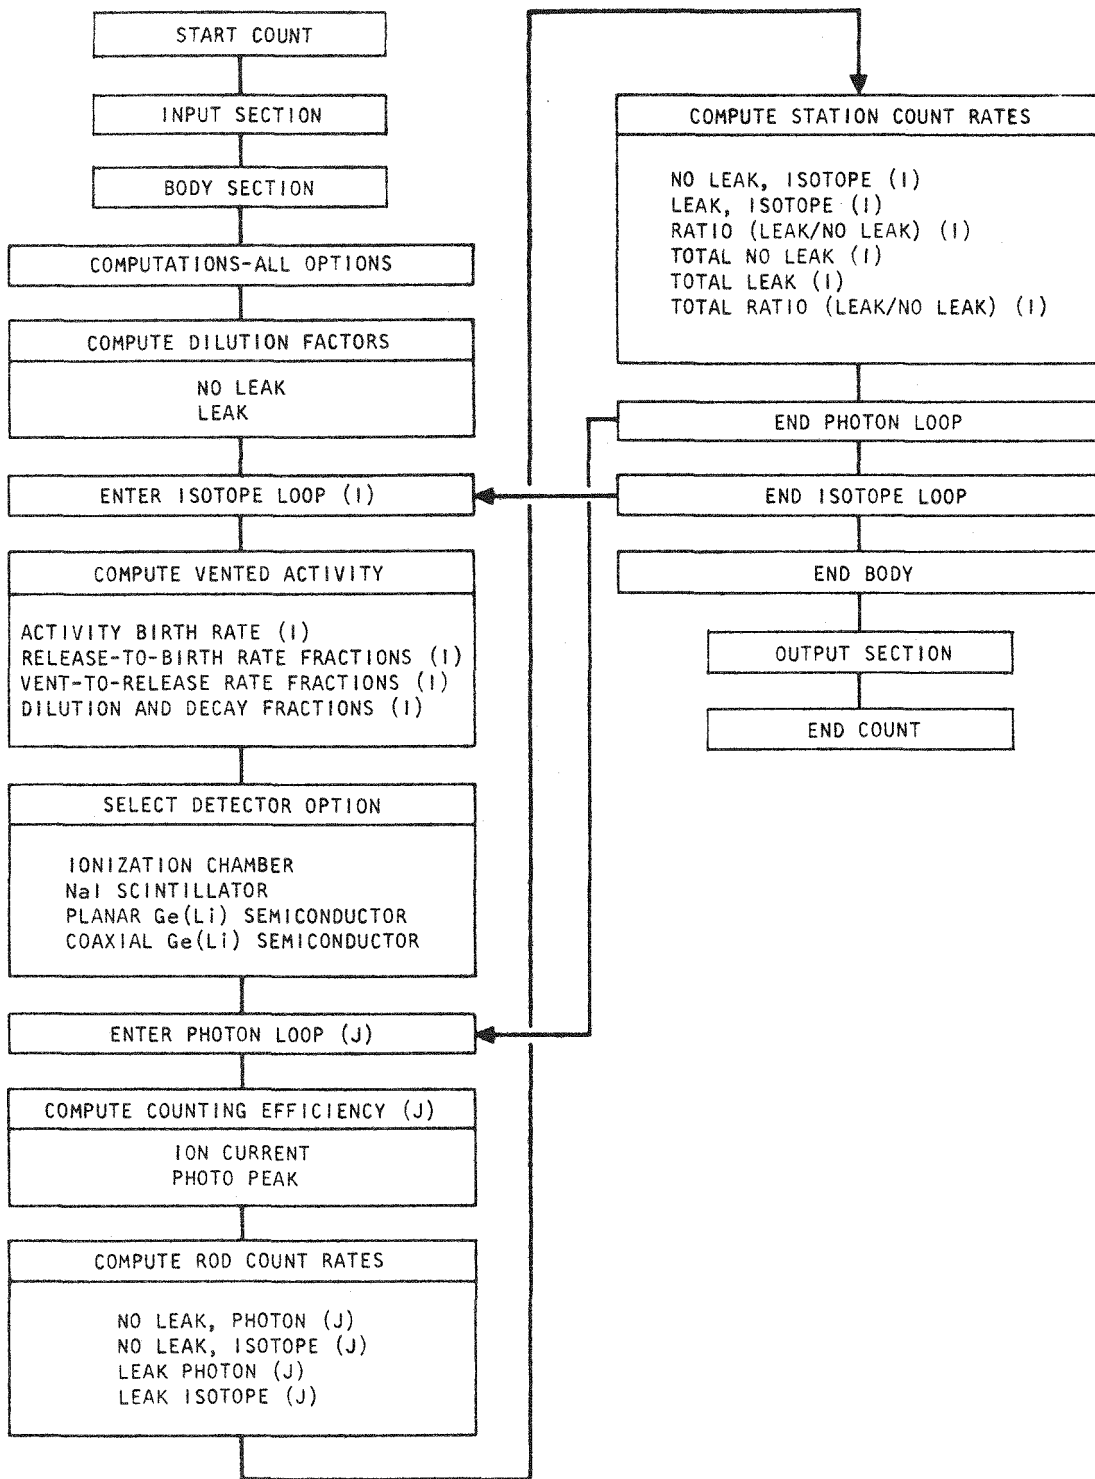 START COUNT
INPUT SECTION
BODY SECTION
COMPUTATIONS-ALL OPTIONS
COMPUTE DILUTION FACTORS
NO LEAK
LEAK
ENTER ISOTOPE LOOP (I)
COMPUTE VENTED ACTIVITY
ACTIVITY BIRTH RATE (I)
RELEASE-TO-BIRTH RATE FRACTIONS (I)
VENT-TO-RELEASE RATE FRACTIONS (I)
DILUTION AND DECAY FRACTIONS (I)
SELECT DETECTOR OPTION
IONIZATION CHAMBER
NaI SCINTILLATOR
PLANAR Ge(Li) SEMICONDUCTOR
COAXIAL Ge(Li) SEMICONDUCTOR
ENTER PHOTON LOOP (J)
COMPUTE COUNTING EFFICIENCY (J)
ION CURRENT
PHOTO PEAK
COMPUTE ROD COUNT RATES
NO LEAK, PHOTON (J)
NO LEAK, ISOTOPE (J)
LEAK PHOTON (J)
LEAK ISOTOPE (J)
COMPUTE STATION COUNT RATES
NO LEAK, ISOTOPE (I)
LEAK, ISOTOPE (I)
RATIO (LEAK/NO LEAK) (I)
TOTAL NO LEAK (I)
TOTAL LEAK (I)
TOTAL RATIO (LEAK/NO LEAK) (I)
END PHOTON LOOP
END ISOTOPE LOOP
END BODY
OUTPUT SECTION
END COUNT